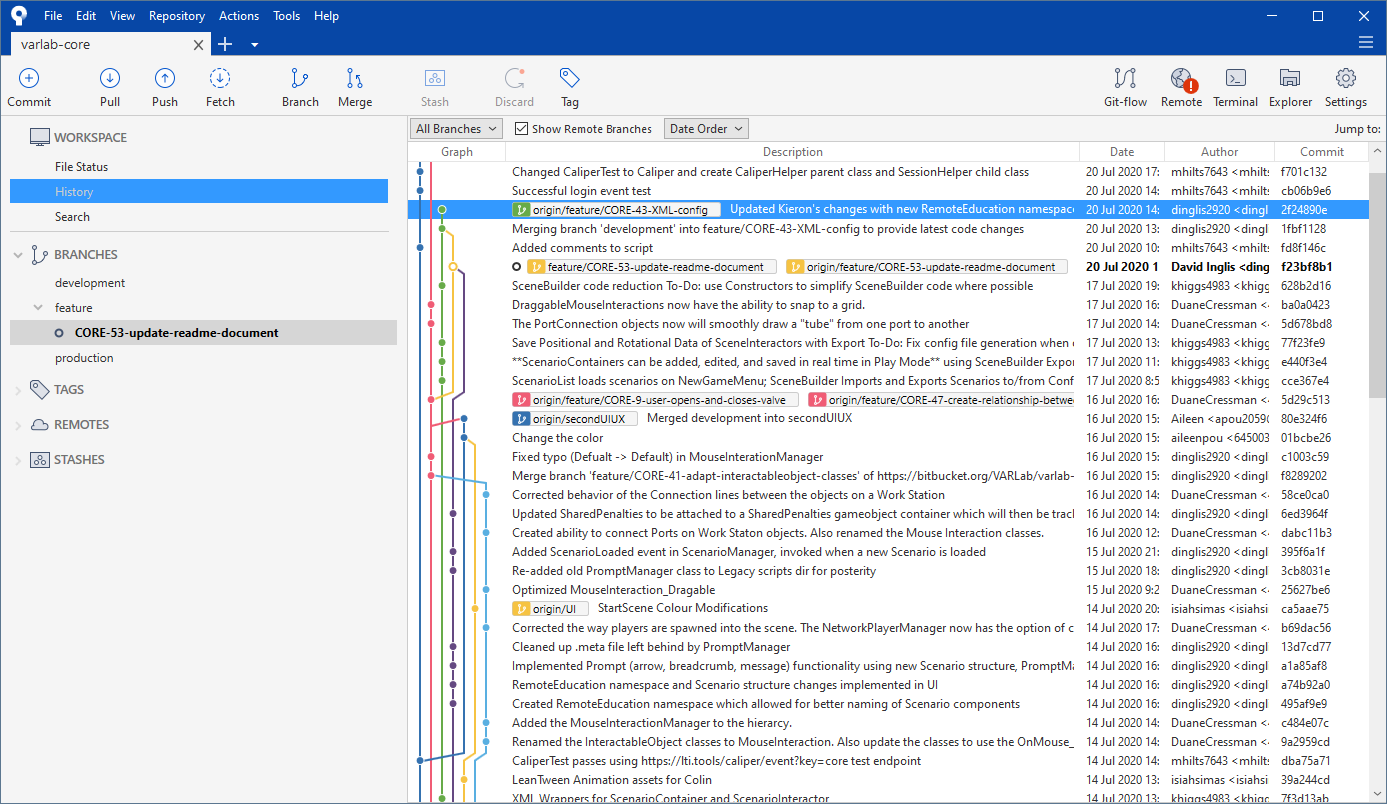 File Edit View Repository Actions Tools Help
varlab-core
Commit Pull Push Fetch Branch Merge Stash Discard Tag Git-flow Remote Terminal Explorer Settings
WORKSPACE
File Status
History
Search
BRANCHES
development
feature
CORE-53-update-readme-document
production
TAGS
REMOTES
STASHES
All Branches Show Remote Branches Date Order Jump to:
Graph Description Date Author Commit
Changed CaliperTest to Caliper and create CaliperHelper parent class and SessionHelper child class 20 Jul 2020 17: mhilts7643 <mhilts f701c132
Successful login event test 20 Jul 2020 14: mhilts7643 <mhilts cb06b9e6
origin/feature/CORE-43-XML-config Updated Kieron's changes with new RemoteEducation namespace 20 Jul 2020 14: dinglis2920 <dingl 2f24890e
Merging branch 'development' into feature/CORE-43-XML-config to provide latest code changes 20 Jul 2020 13: dinglis2920 <dingl 1fbf1128
Added comments to script 20 Jul 2020 10: mhilts7643 <mhilts fd8f146c
feature/CORE-53-update-readme-document origin/feature/CORE-53-update-readme-document 20 Jul 2020 1 David Inglis <ding f23bf8b1
SceneBuilder code reduction To-Do: use Constructors to simplify SceneBuilder code where possible 17 Jul 2020 19: khiggs4983 <khigg 628b2d16
DraggableMouseInteractions now have the ability to snap to a grid. 17 Jul 2020 16: DuaneCressman < ba0a0423
The PortConnection objects now will smoothly draw a "tube" from one port to another 17 Jul 2020 14: DuaneCressman < 5d678bd8
Save Positional and Rotational Data of SceneInteractors with Export To-Do: Fix config file generation when 17 Jul 2020 13: khiggs4983 <khigg 77f23fe9
**ScenarioContainers can be added, edited, and saved in real time in Play Mode** using SceneBuilder Expor 17 Jul 2020 11: khiggs4983 <khigg e440f3e4
ScenarioList loads scenarios on NewGameMenu; SceneBuilder Imports and Exports Scenarios to/from Conf 17 Jul 2020 8:5 khiggs4983 <khigg cce367e4
origin/feature/CORE-9-user-opens-and-closes-valve origin/feature/CORE-47-create-relationship-betwee 16 Jul 2020 16: DuaneCressman < 5d29c513
origin/secondUIUX Merged development into secondUIUX 16 Jul 2020 15: Aileen <apou20590 80e324f6
Change the color 16 Jul 2020 15: aileenpou <645003 01bcbe26
Fixed typo (Defualt -> Default) in MouseInterationManager 16 Jul 2020 15: dinglis2920 <dingl c1003c59
Merge branch 'feature/CORE-41-adapt-interactableobject-classes' of https://bitbucket.org/VARLab/varlab- 16 Jul 2020 15: dinglis2920 <dingl f8289202
Corrected behavior of the Connection lines between the objects on a Work Station 16 Jul 2020 14: DuaneCressman < 58ce0ca0
Updated SharedPenalties to be attached to a SharedPenalties gameobject container which will then be trac 16 Jul 2020 14: dinglis2920 <dingl 6ed3964f
Created ability to connect Ports on Work Staton objects. Also renamed the Mouse Interaction classes. 16 Jul 2020 12: DuaneCressman < dabc11b3
Added ScenarioLoaded event in ScenarioManager, invoked when a new Scenario is loaded 15 Jul 2020 21: dinglis2920 <dingl 395f6a1f
Re-added old PromptManager class to Legacy scripts dir for posterity 15 Jul 2020 18: dinglis2920 <dingl 3cb8031e
Optimized MouseInteraction_Dragable 15 Jul 2020 9:2 DuaneCressman < 25627be6
origin/UI StartScene Colour Modifications 14 Jul 2020 20: isiahsimas <isiahsi ca5aae75
Corrected the way players are spawned into the scene. The NetworkPlayerManager now has the option of c 14 Jul 2020 17: DuaneCressman < b69dac56
Cleaned up .meta file left behind by PromptManager 14 Jul 2020 16: dinglis2920 <dingl 13d7cd77
Implemented Prompt (arrow, breadcrumb, message) functionality using new Scenario structure, PromptMa 14 Jul 2020 16: dinglis2920 <dingl a1a85af8
RemoteEducation namespace and Scenario structure changes implemented in UI 14 Jul 2020 16: dinglis2920 <dingl a74b92a0
Created RemoteEducation namespace which allowed for better naming of Scenario components 14 Jul 2020 16: dinglis2920 <dingl 495af9e9
Added the MouseInteractionManager to the hierarcy. 14 Jul 2020 16: DuaneCressman < c484e07c
Renamed the InteractableObject classes to MouseInteraction. Also update the classes to use the OnMouse_ 14 Jul 2020 16: DuaneCressman < 9a2959cd
CaliperTest passes using https://lti.tools/caliper/event?key=core test endpoint 14 Jul 2020 14: mhilts7643 <mhilts dba75a71
LeanTween Animation assets for Colin 14 Jul 2020 13: isiahsimas <isiahsi 39a244cd
XML Wrappers for ScenarioContainer and ScenarioInteractor 14 Jul 2020 13: khiggs4983 <khigg 7f3d13ab